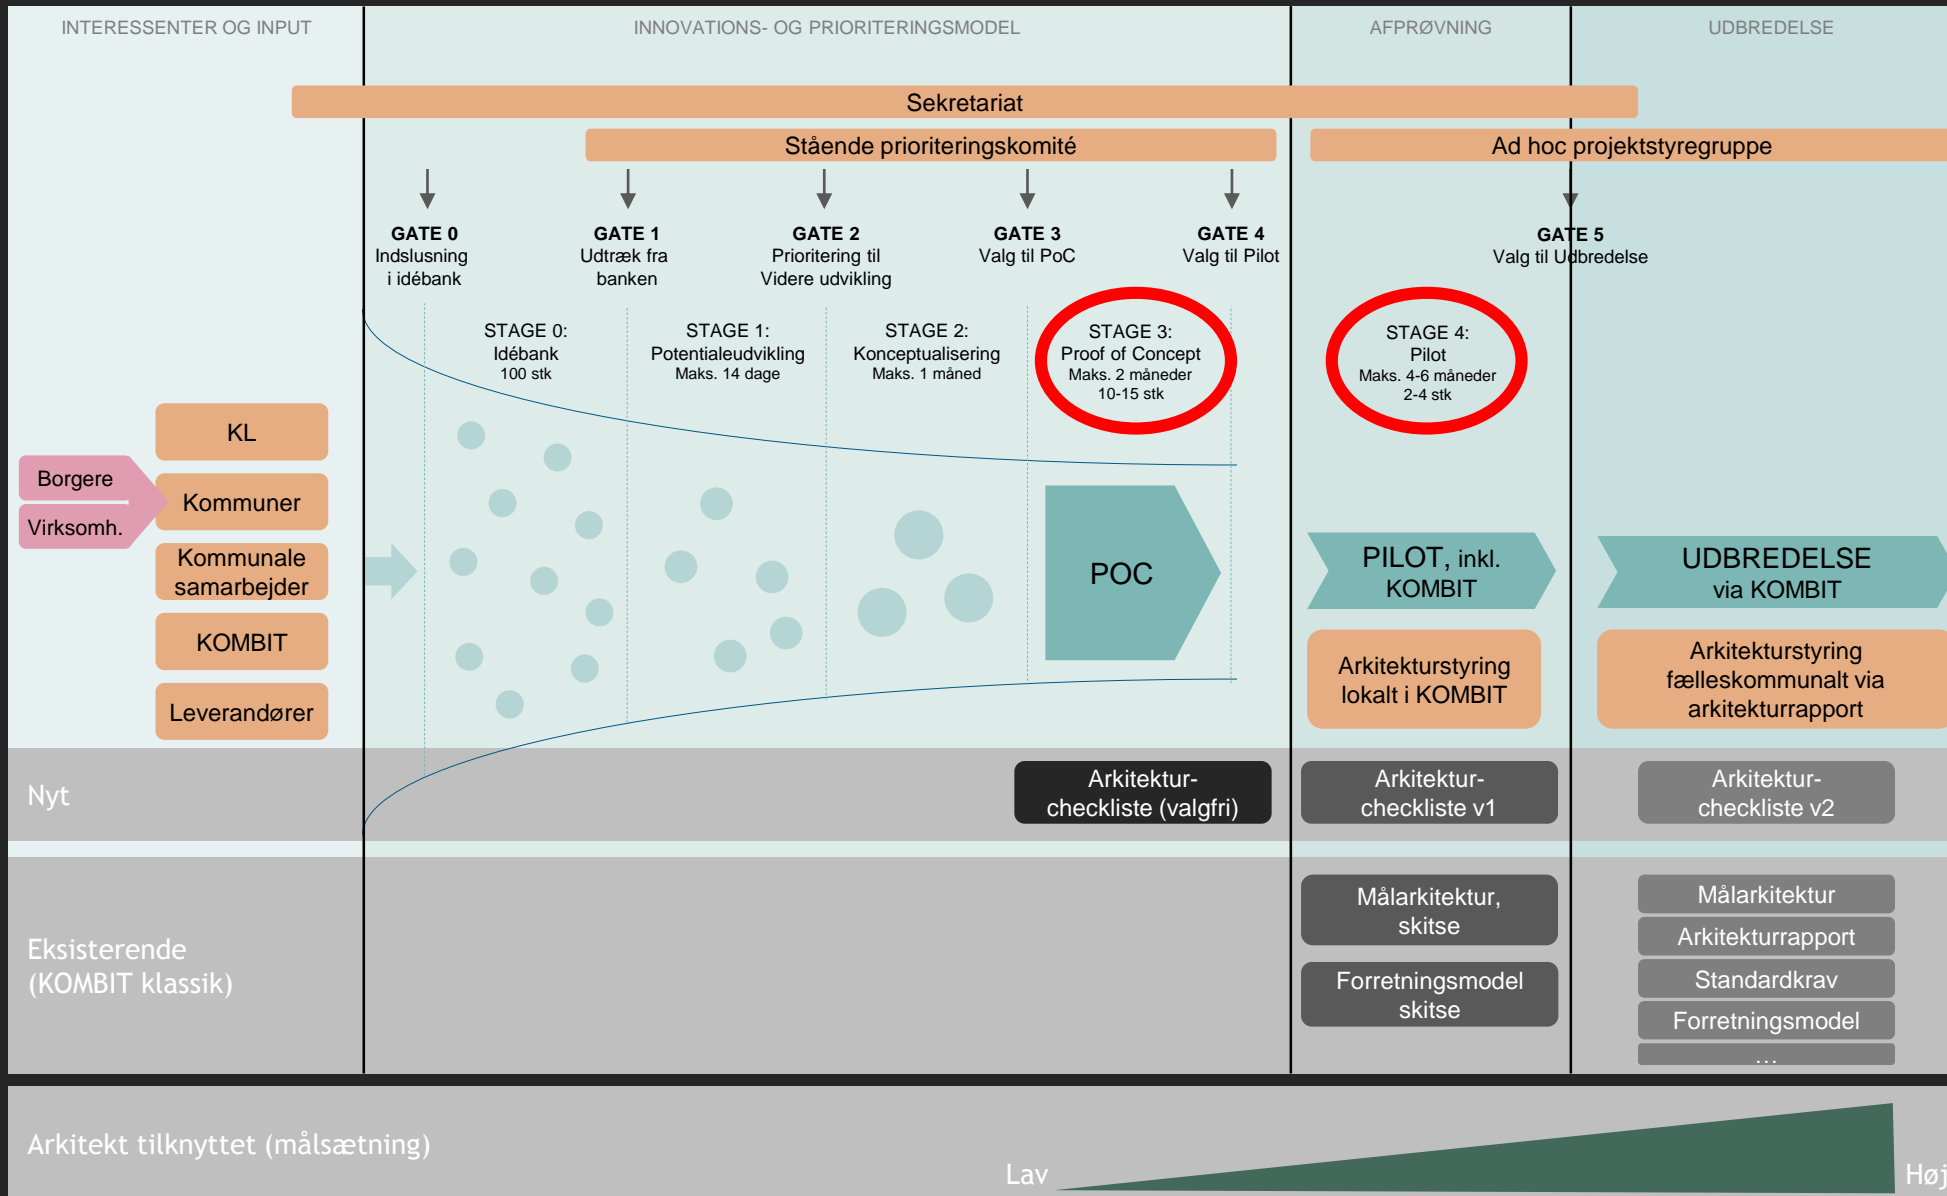 INTERESSENTER OG INPUT
INNOVATIONS- OG PRIORITERINGSMODEL
AFPRØVNING
UDBREDELSE
Sekretariat
Stående prioriteringskomité
Ad hoc projektstyregruppe
GATE 0
Indslusning
i idébank
GATE 1
Udtræk fra
banken
GATE 2
Prioritering til
Videre udvikling
GATE 3
Valg til PoC
GATE 4
Valg til Pilot
GATE 5
Valg til Udbredelse
STAGE 0:
Idébank
100 stk
STAGE 1:
Potentialeudvikling
Maks. 14 dage
STAGE 2:
Konceptualisering
Maks. 1 måned
STAGE 3:
Proof of Concept
Maks. 2 måneder
10-15 stk
STAGE 4:
Pilot
Maks. 4-6 måneder
2-4 stk
Borgere
Virksomh.
KL
Kommuner
Kommunale
samarbejder
KOMBIT
Leverandører
POC
PILOT, inkl.
KOMBIT
UDBREDELSE
via KOMBIT
Arkitekturstyring
lokalt i KOMBIT
Arkitekturstyring
fælleskommunalt via
arkitekturrapport
Nyt
Arkitektur-
checkliste (valgfri)
Arkitektur-
checkliste v1
Arkitektur-
checkliste v2
Eksisterende
(KOMBIT klassik)
Målarkitektur,
skitse
Forretningsmodel
skitse
Målarkitektur
Arkitekturrapport
Standardkrav
Forretningsmodel
...
Arkitekt tilknyttet (målsætning)
Lav
Høj